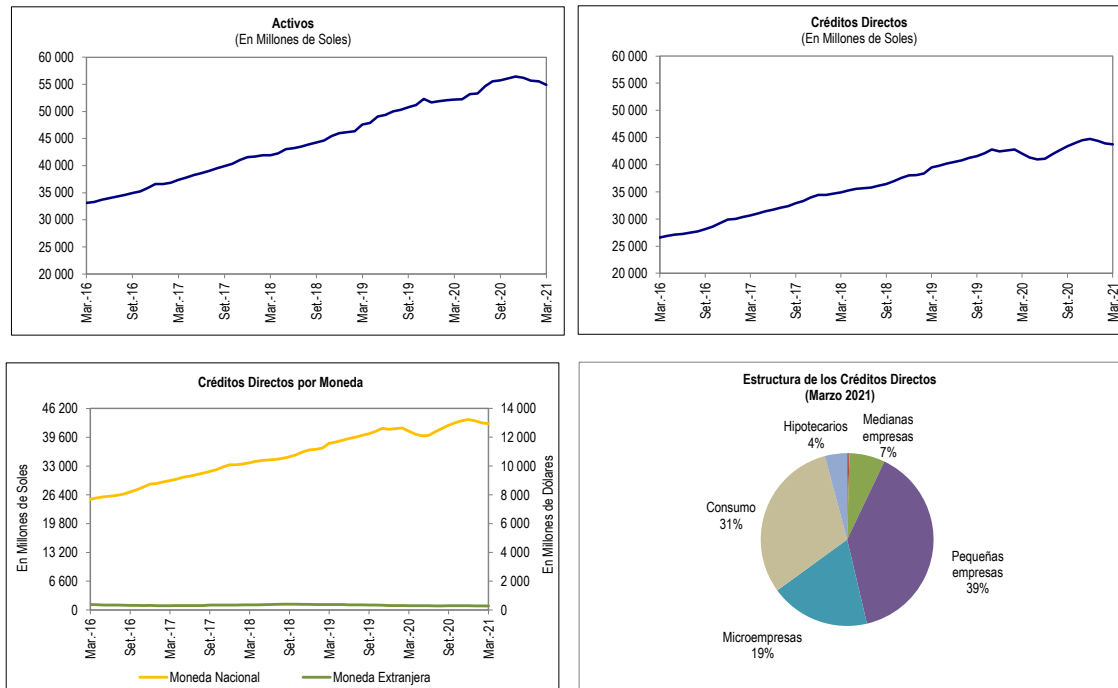 Activos
(En Millones de Soles)
60 000
55 000
50 000
45 000
40 000
35 000
30 000
25 000
20 000
Mar.-16
Set.-16
Mar.-17
Set.-17
Mar.-18
Set.-18
Mar.-19
Set.-19
Mar.-20
Set.-20
Mar.-21
Créditos Directos
(En Millones de Soles)
60 000
55 000
50 000
45 000
40 000
35 000
30 000
25 000
20 000
Mar.-16
Set.-16
Mar.-17
Set.-17
Mar.-18
Set.-18
Mar.-19
Set.-19
Mar.-20
Set.-20
Mar.-21
Créditos Directos por Moneda
En Millones de Soles
46 200
39 600
33 000
26 400
19 800
13 200
6 600
0
14 000
12 000
10 000
8 000
6 000
4 000
2 000
0
En Millones de Dólares
Mar.-16
Set.-16
Mar.-17
Set.-17
Mar.-18
Set.-18
Mar.-19
Set.-19
Mar.-20
Set.-20
Mar.-21
Moneda Nacional
Moneda Extranjera
Estructura de los Créditos Directos
(Marzo 2021)
Hipotecarios
4%
Medianas
empresas
7%
Consumo
31%
Pequeñas
empresas
39%
Microempresas
19%